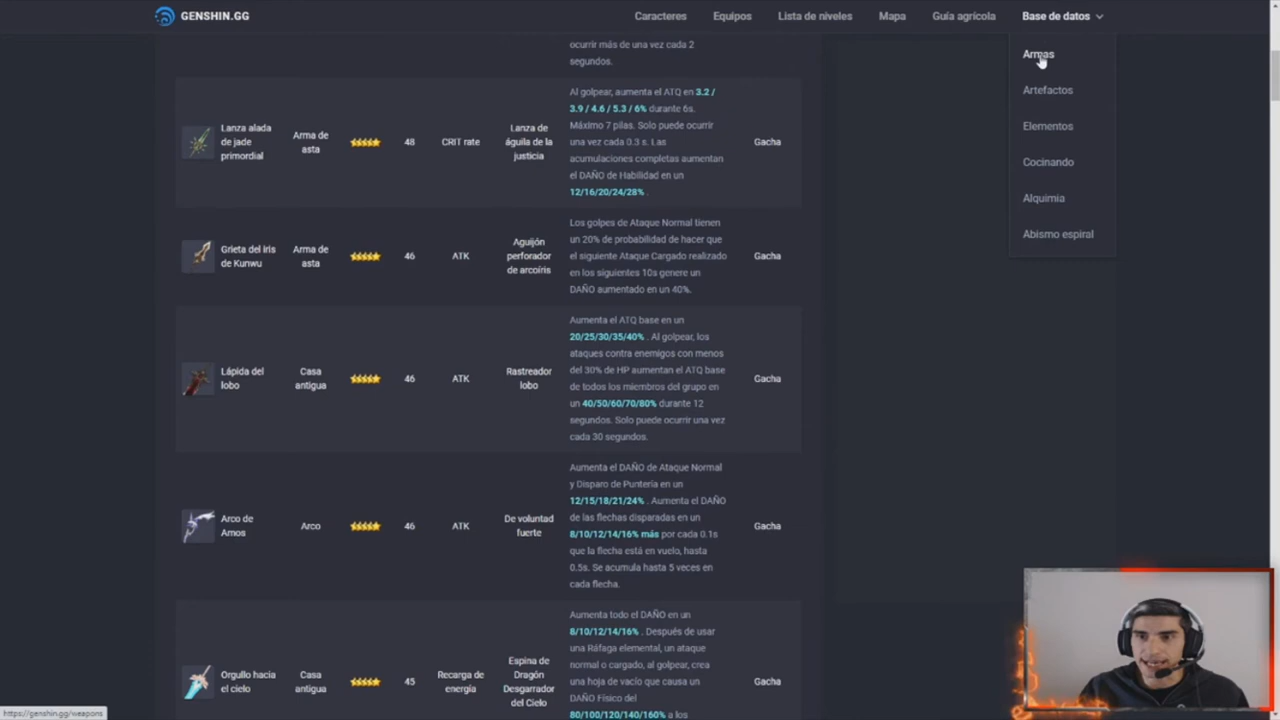 GENSHIN.GG
Caracteres
Equipos
Lista de niveles
Mapa
Guía agrícola
Base de datos
Armas
Artefactos
Elementos
Cocinando
Alquimia
Abismo espiral
ocurrir más de una vez cada 2
segundos.
Lanza alada
de jade
primordial
Arma de
asta
48
CRIT rate
Lanza de
águila de la
justicia
Al golpear, aumenta el ATQ en 3.2 /
3.9 / 4.6 / 5.3 / 6% durante 6s.
Máximo 7 pilas. Solo puede ocurrir
una vez cada 0.3 s. Las
acumulaciones completas aumentan
el DAÑO de Habilidad en un
12/16/20/24/28% .
Gacha
Grieta del iris
de Kunwu
Arma de
asta
46
ATK
Aguijón
perforador
de arcoíris
Los golpes de Ataque Normal tienen
un 20% de probabilidad de hacer que
el siguiente Ataque Cargado realizado
en los siguientes 10s genere un
DAÑO aumentado en un 40%.
Gacha
Lápida del
lobo
Casa
antigua
46
ATK
Rastreador
lobo
Aumenta el ATQ base en un
20/25/30/35/40% . Al golpear, los
ataques contra enemigos con menos
del 30% de HP aumentan el ATQ base
de todos los miembros del grupo en
un 40/50/60/70/80% durante 12
segundos. Solo puede ocurrir una vez
cada 30 segundos.
Gacha
Arco de
Amos
Arco
46
ATK
De voluntad
fuerte
Aumenta el DAÑO de Ataque Normal
y Disparo de Puntería en un
12/15/18/21/24% . Aumenta el DAÑO
de las flechas disparadas en un
8/10/12/14/16% más por cada 0.1s
que la flecha está en vuelo, hasta
0.5s. Se acumula hasta 5 veces en
cada flecha.
Gacha
Orgullo hacia
el cielo
Casa
antigua
45
Recarga de
energía
Espina de
Dragón
Desgarrador
del Cielo
Aumenta todo el DAÑO en un
8/10/12/14/16% . Después de usar
una Ráfaga elemental, un ataque
normal o cargado, al golpear, crea
una hoja de vacío que causa un
DAÑO Físico del
80/100/120/140/160% a los
Gacha
https://genshin.gg/weapons